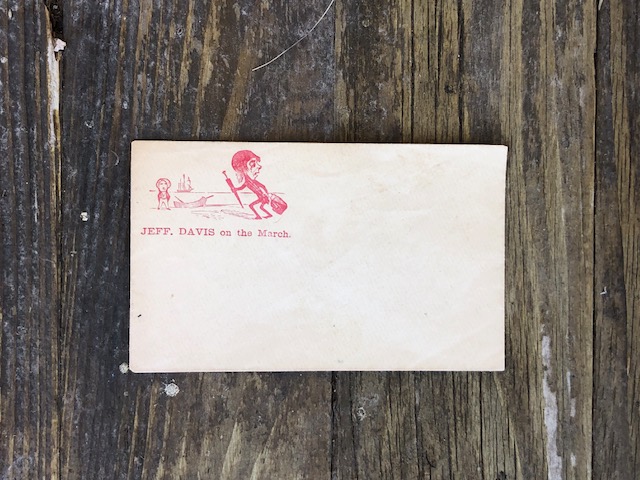 JEFF. DAVIS on the March.